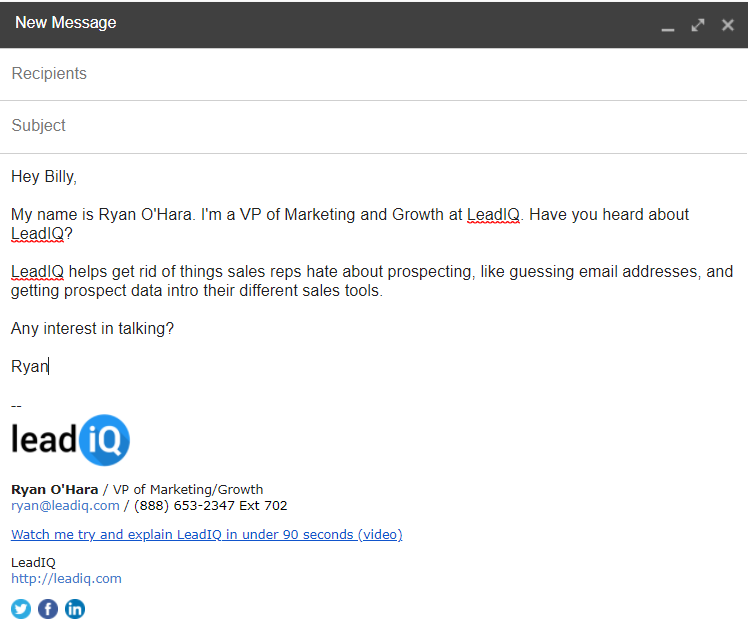 New Message
Recipients
Subject
Hey Billy,
My name is Ryan O'Hara. I'm a VP of Marketing and Growth at LeadIQ. Have you heard about
LeadIQ?
LeadIQ helps get rid of things sales reps hate about prospecting, like guessing email addresses, and
getting prospect data intro their different sales tools.
Any interest in talking?
Ryan
--
lead iQ
Ryan O'Hara / VP of Marketing/Growth
ryan@leadiq.com / (888) 653-2347 Ext 702
Watch me try and explain LeadIQ in under 90 seconds (video)
LeadIQ
http://leadiq.com
f in